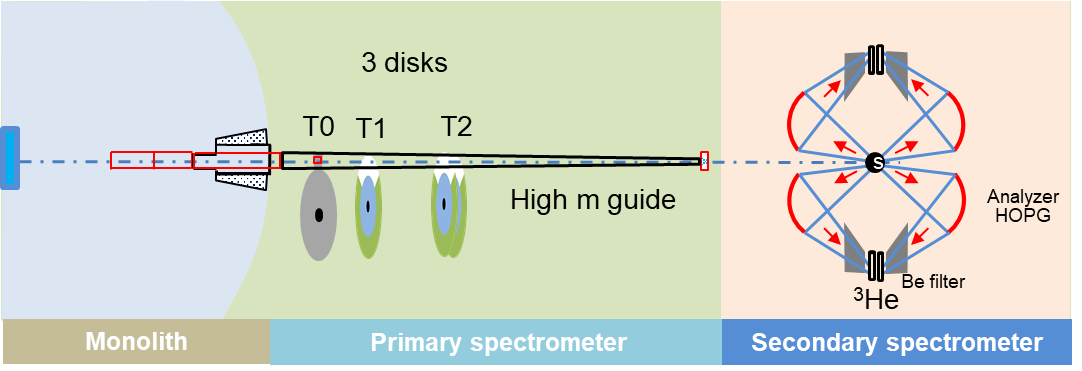 3 disks
T0
T1
T2
High m guide
S
Analyzer
HOPG
Be filter
³He
Monolith
Primary spectrometer
Secondary spectrometer